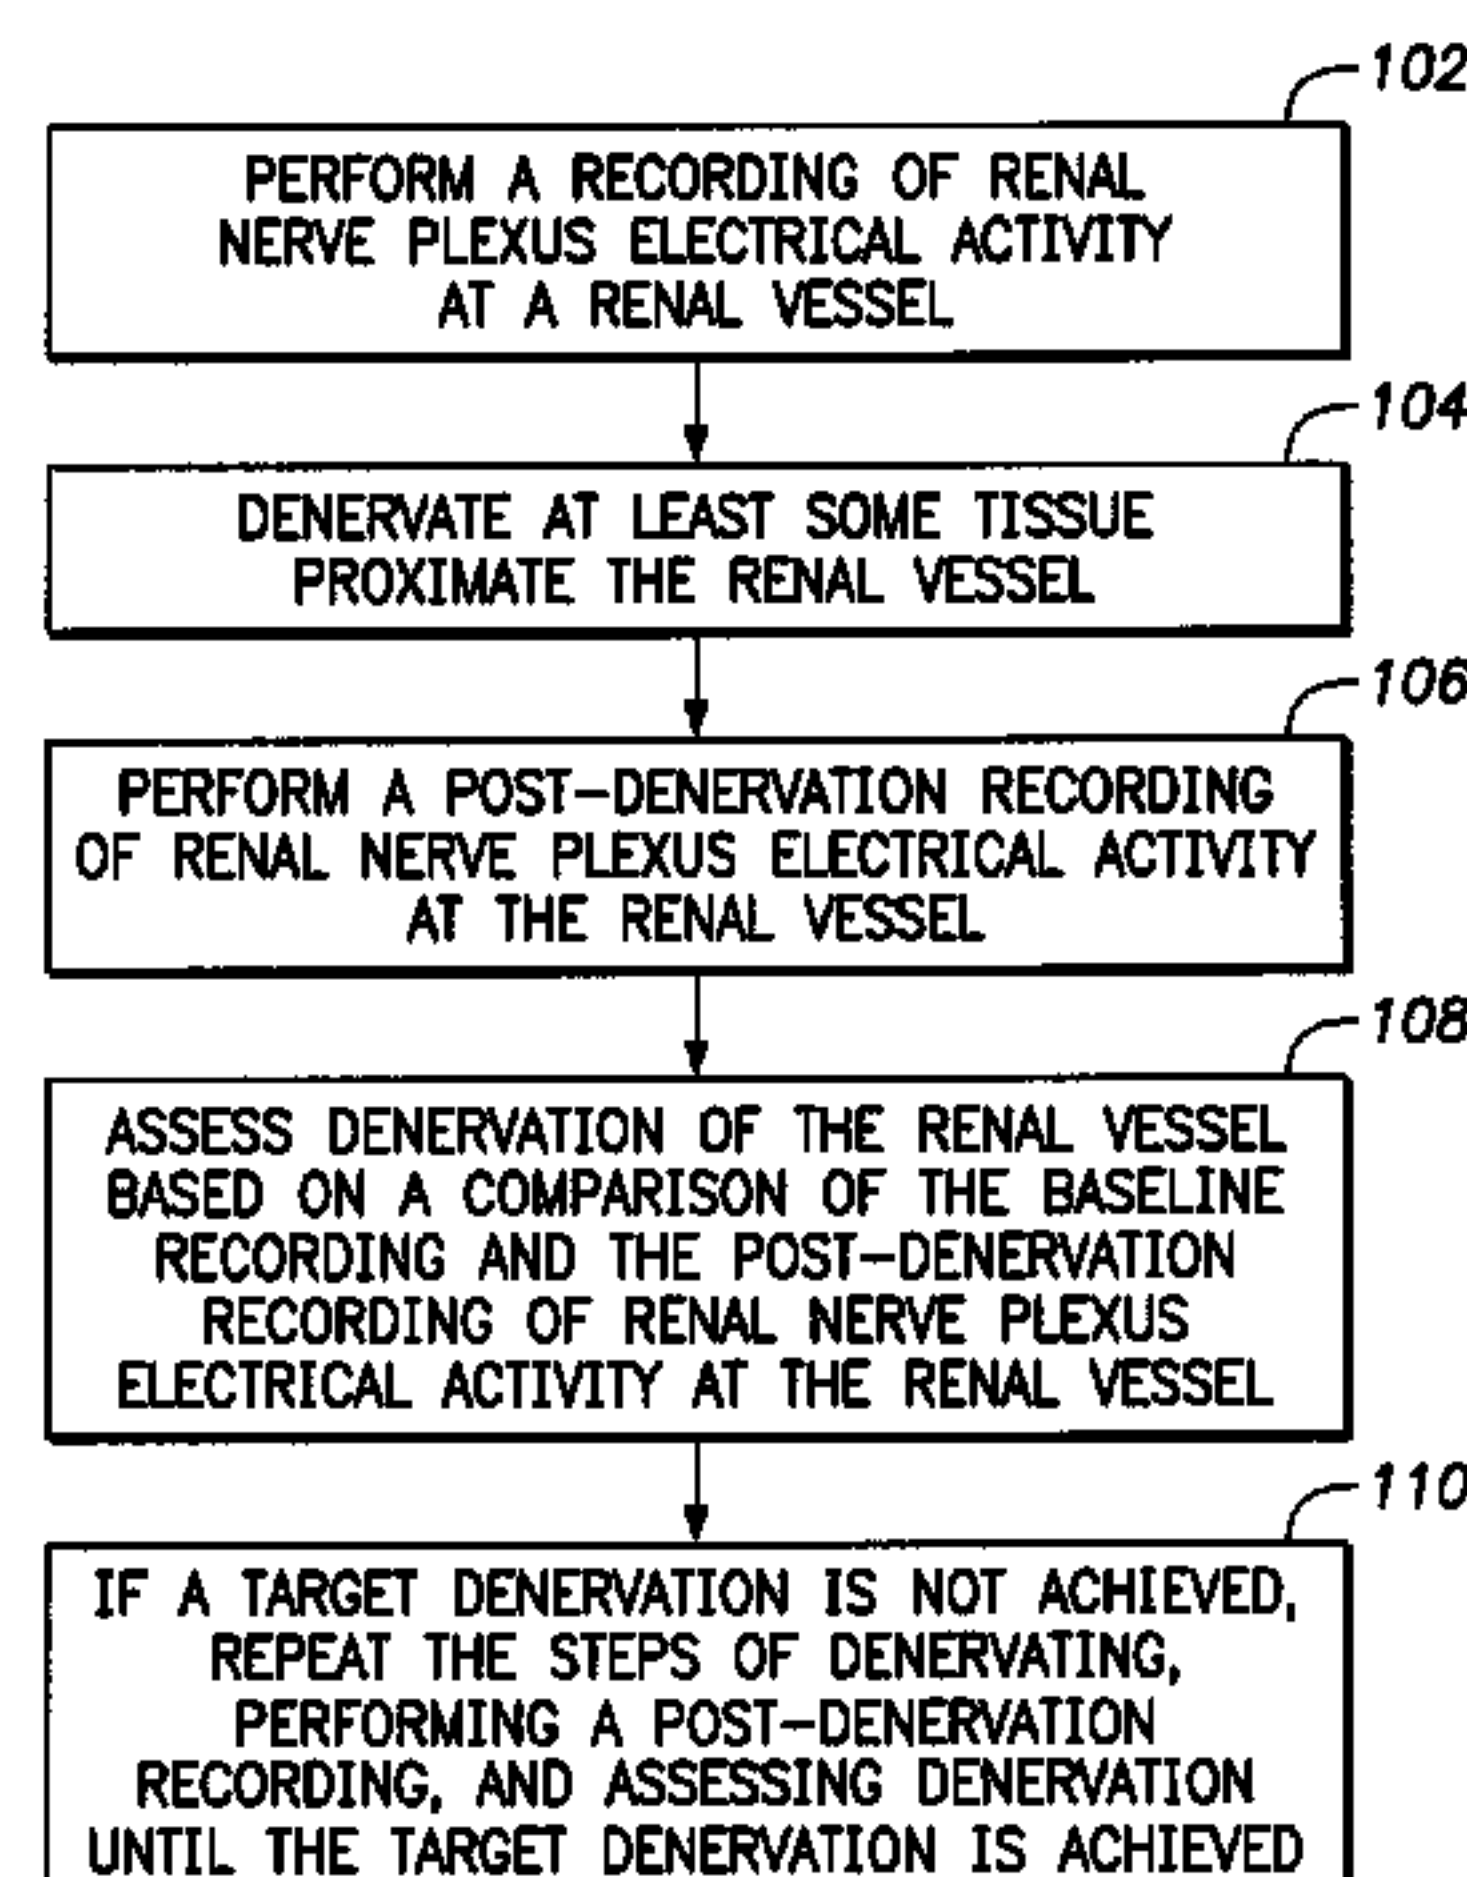 102
PERFORM A RECORDING OF RENAL
NERVE PLEXUS ELECTRICAL ACTIVITY
AT A RENAL VESSEL
104
DENERVATE AT LEAST SOME TISSUE
PROXIMATE THE RENAL VESSEL
106
PERFORM A POST-DENERVATION RECORDING
OF RENAL NERVE PLEXUS ELECTRICAL ACTIVITY
AT THE RENAL VESSEL
108
ASSESS DENERVATION OF THE RENAL VESSEL
BASED ON A COMPARISON OF THE BASELINE
RECORDING AND THE POST-DENERVATION
RECORDING OF RENAL NERVE PLEXUS
ELECTRICAL ACTIVITY AT THE RENAL VESSEL
110
IF A TARGET DENERVATION IS NOT ACHIEVED,
REPEAT THE STEPS OF DENERVATING,
PERFORMING A POST-DENERVATION
RECORDING, AND ASSESSING DENERVATION
UNTIL THE TARGET DENERVATION IS ACHIEVED